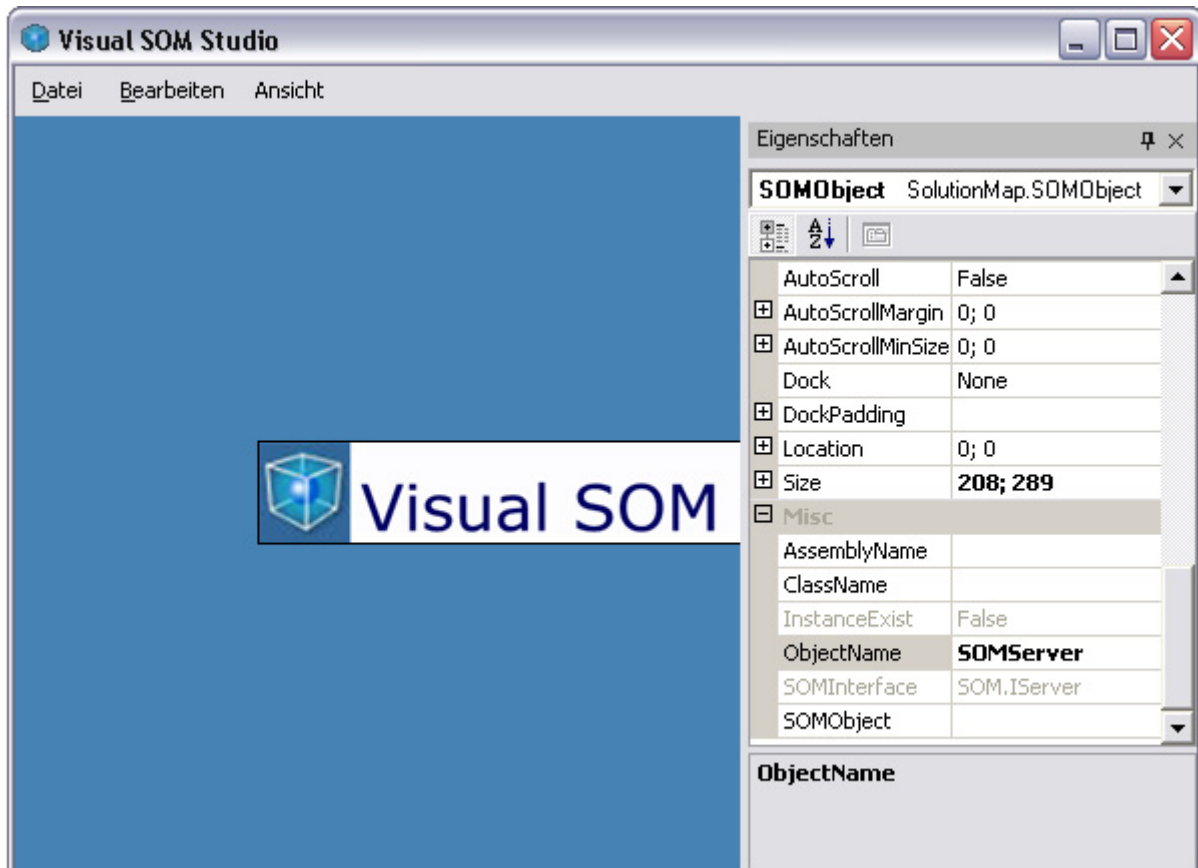 Visual SOM Studio
Datei Bearbeiten Ansicht
Eigenschaften
SOMObject SolutionMap.SOMObject
AutoScroll False
AutoScrollMargin 0; 0
AutoScrollMinSize 0; 0
Dock None
DockPadding
Location 0; 0
Size 208; 289
Misc
AssemblyName
ClassName
InstanceExist False
ObjectName SOMServer
SOMInterface SOM.IServer
SOMObject
ObjectName
Visual SOM